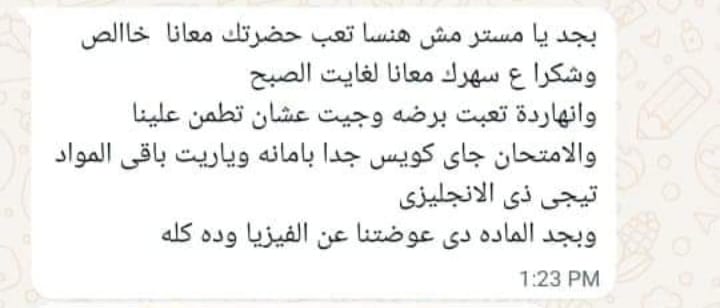 بجد يا مستر مش هنسا تعب حضرتك معانا خاالص
وشكرا ع سهرك معانا لغايت الصبح
وانهاردة تعبت برضه وجيت عشان تطمن علينا
والامتحان جاى كويس جدا بامانه وياريت باقى المواد
تيجى ذى الانجليزى
وبجد الماده دى عوضتنا عن الفيزيا وده كله
1:23 PM